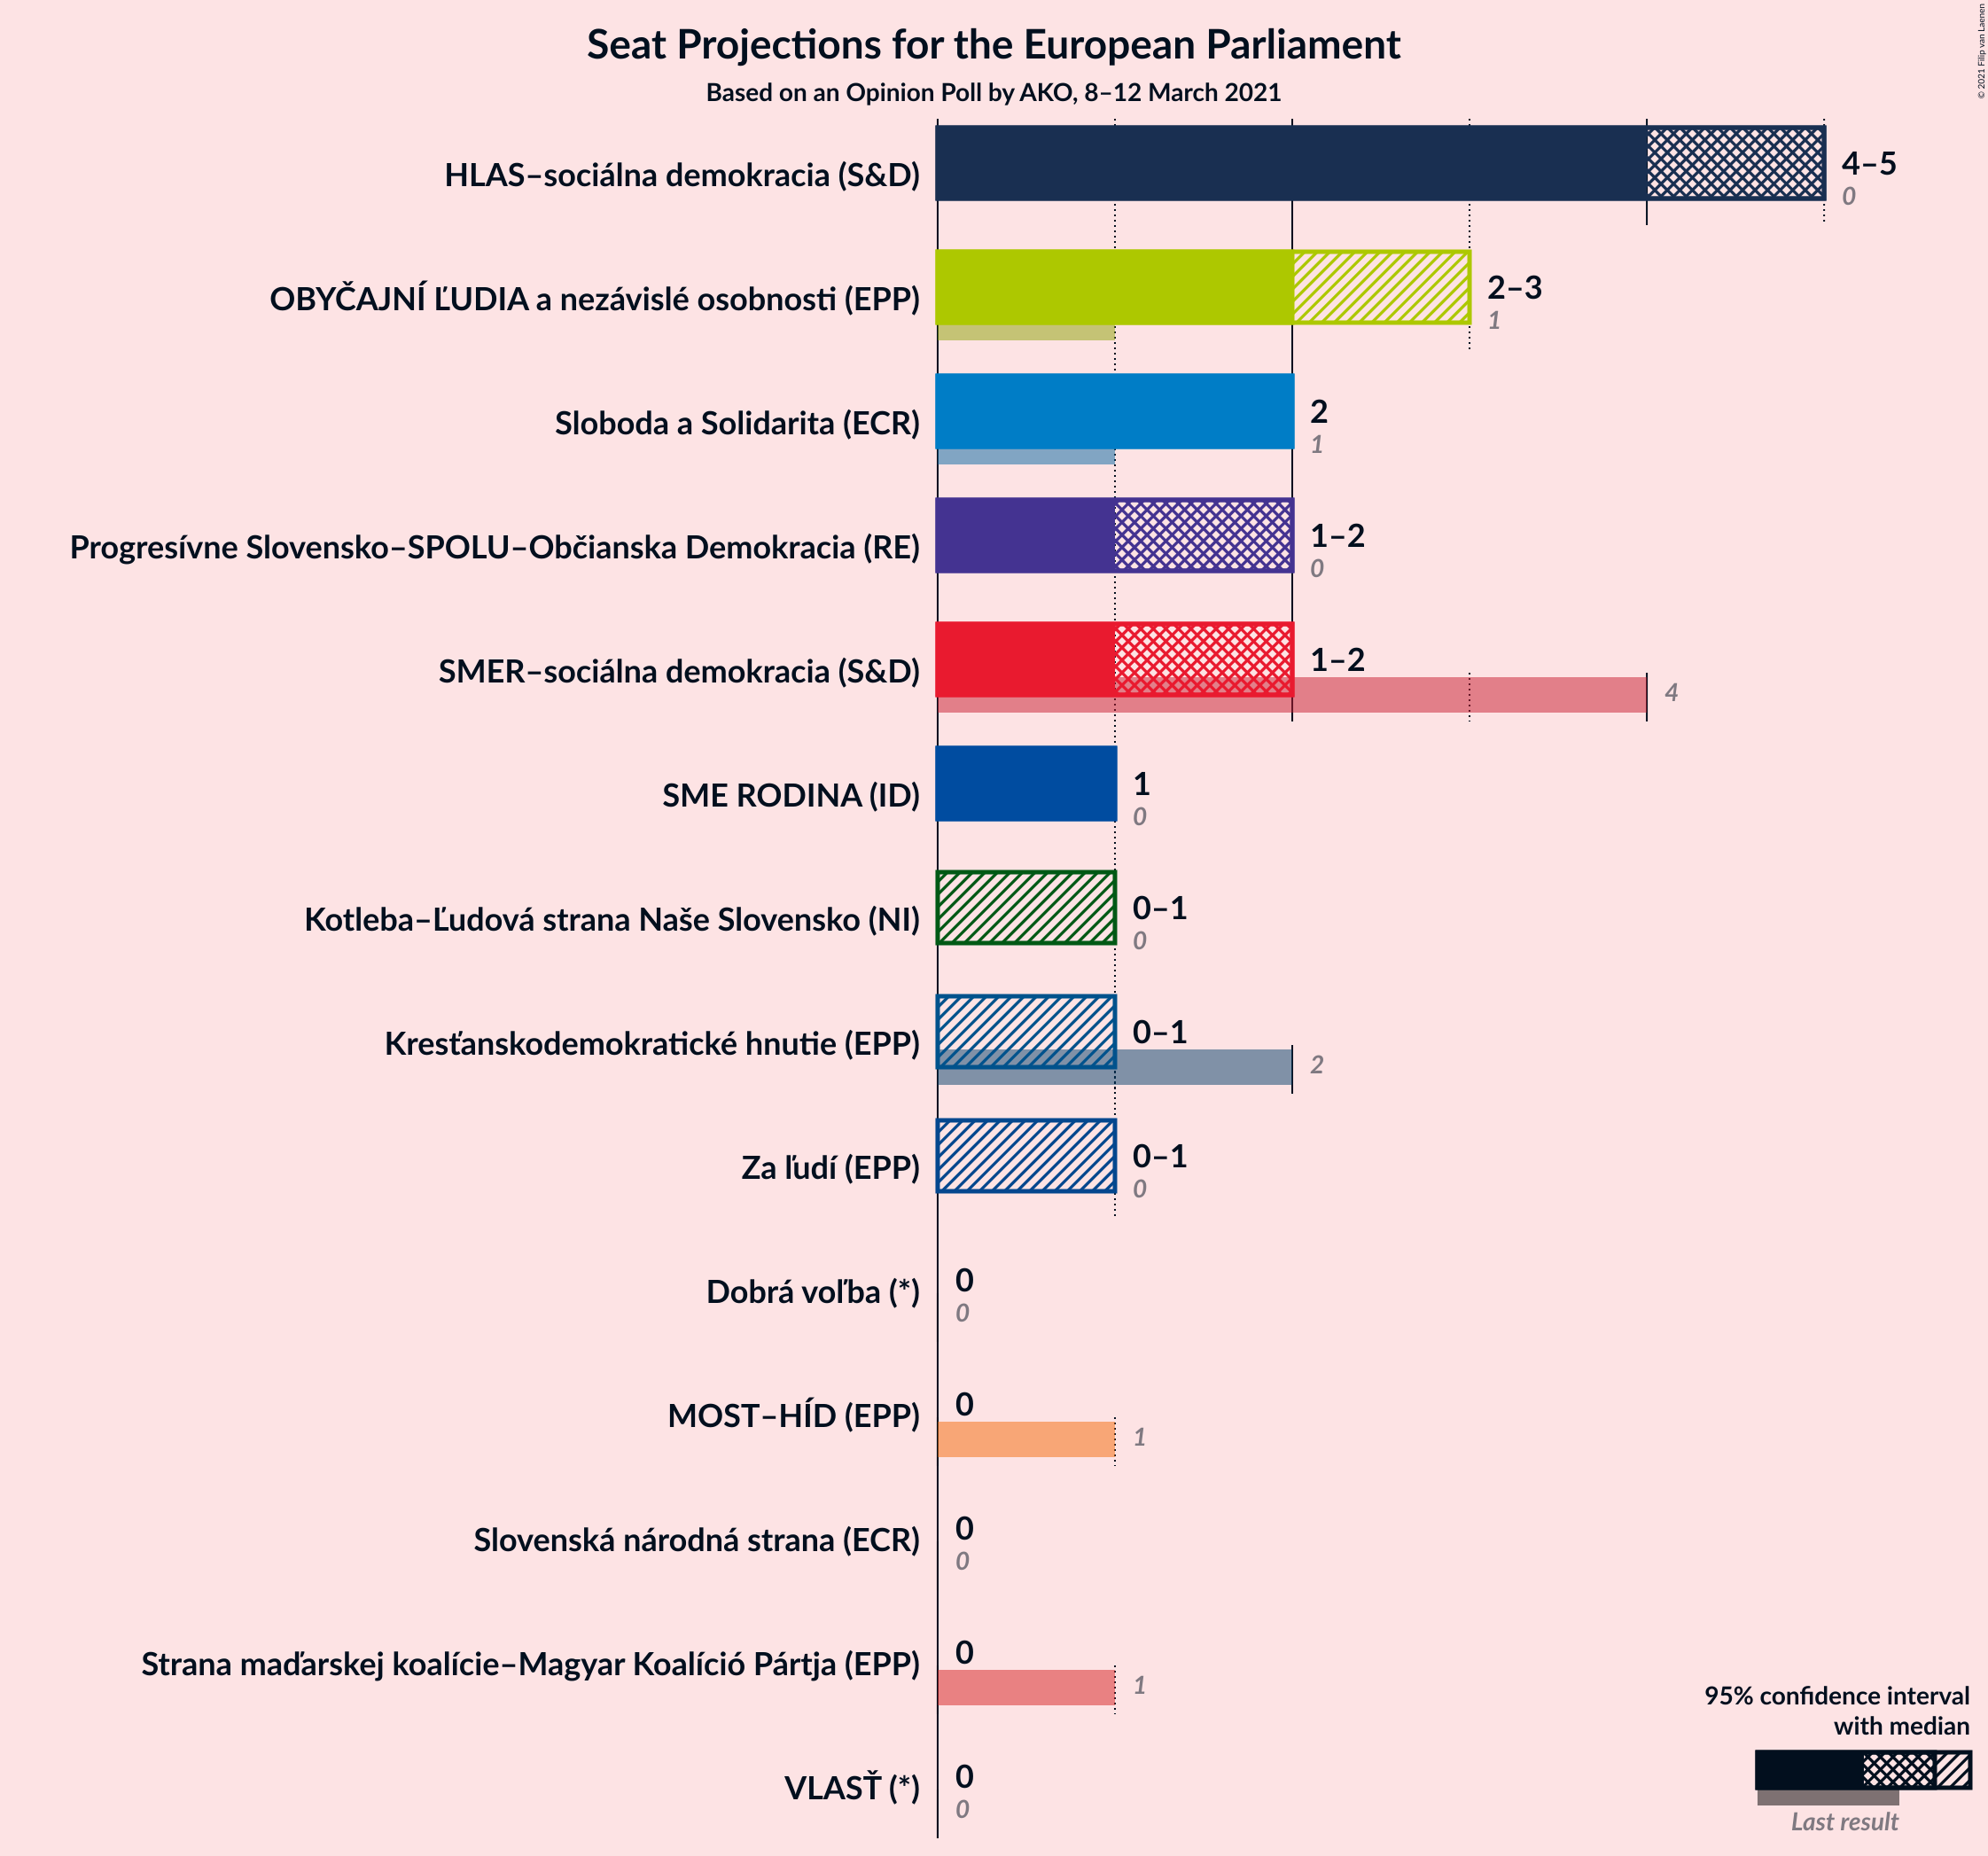 Seat Projections for the European Parliament
Based on an Opinion Poll by AKO, 8–12 March 2021
© 2021 Filip van Laenen
HLAS–sociálna demokracia (S&D)
4–5
0
OBYČAJNÍ ĽUDIA a nezávislé osobnosti (EPP)
2–3
1
Sloboda a Solidarita (ECR)
2
1
Progresívne Slovensko–SPOLU–Občianska Demokracia (RE)
1–2
0
SMER–sociálna demokracia (S&D)
1–2
4
SME RODINA (ID)
1
0
Kotleba–Ľudová strana Naše Slovensko (NI)
0–1
0
Kresťanskodemokratické hnutie (EPP)
0–1
2
Za ľudí (EPP)
0–1
0
Dobrá voľba (*)
0
0
MOST–HÍD (EPP)
0
1
Slovenská národná strana (ECR)
0
0
Strana maďarskej koalície–Magyar Koalíció Pártja (EPP)
0
1
VLASŤ (*)
0
0
95% confidence interval
with median
Last result